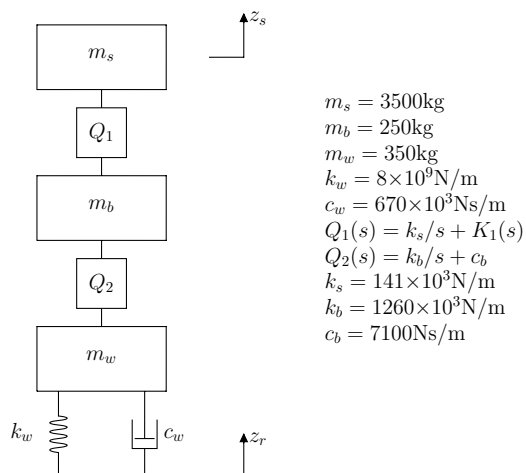 z_s
m_s
Q_1
m_b
Q_2
m_w
k_w
c_w
z_r
m_s = 3500kg
m_b = 250kg
m_w = 350kg
k_w = 8×10^9N/m
c_w = 670×10^3Ns/m
Q_1(s) = k_s/s + K_1(s)
Q_2(s) = k_b/s + c_b
k_s = 141×10^3N/m
k_b = 1260×10^3N/m
c_b = 7100Ns/m